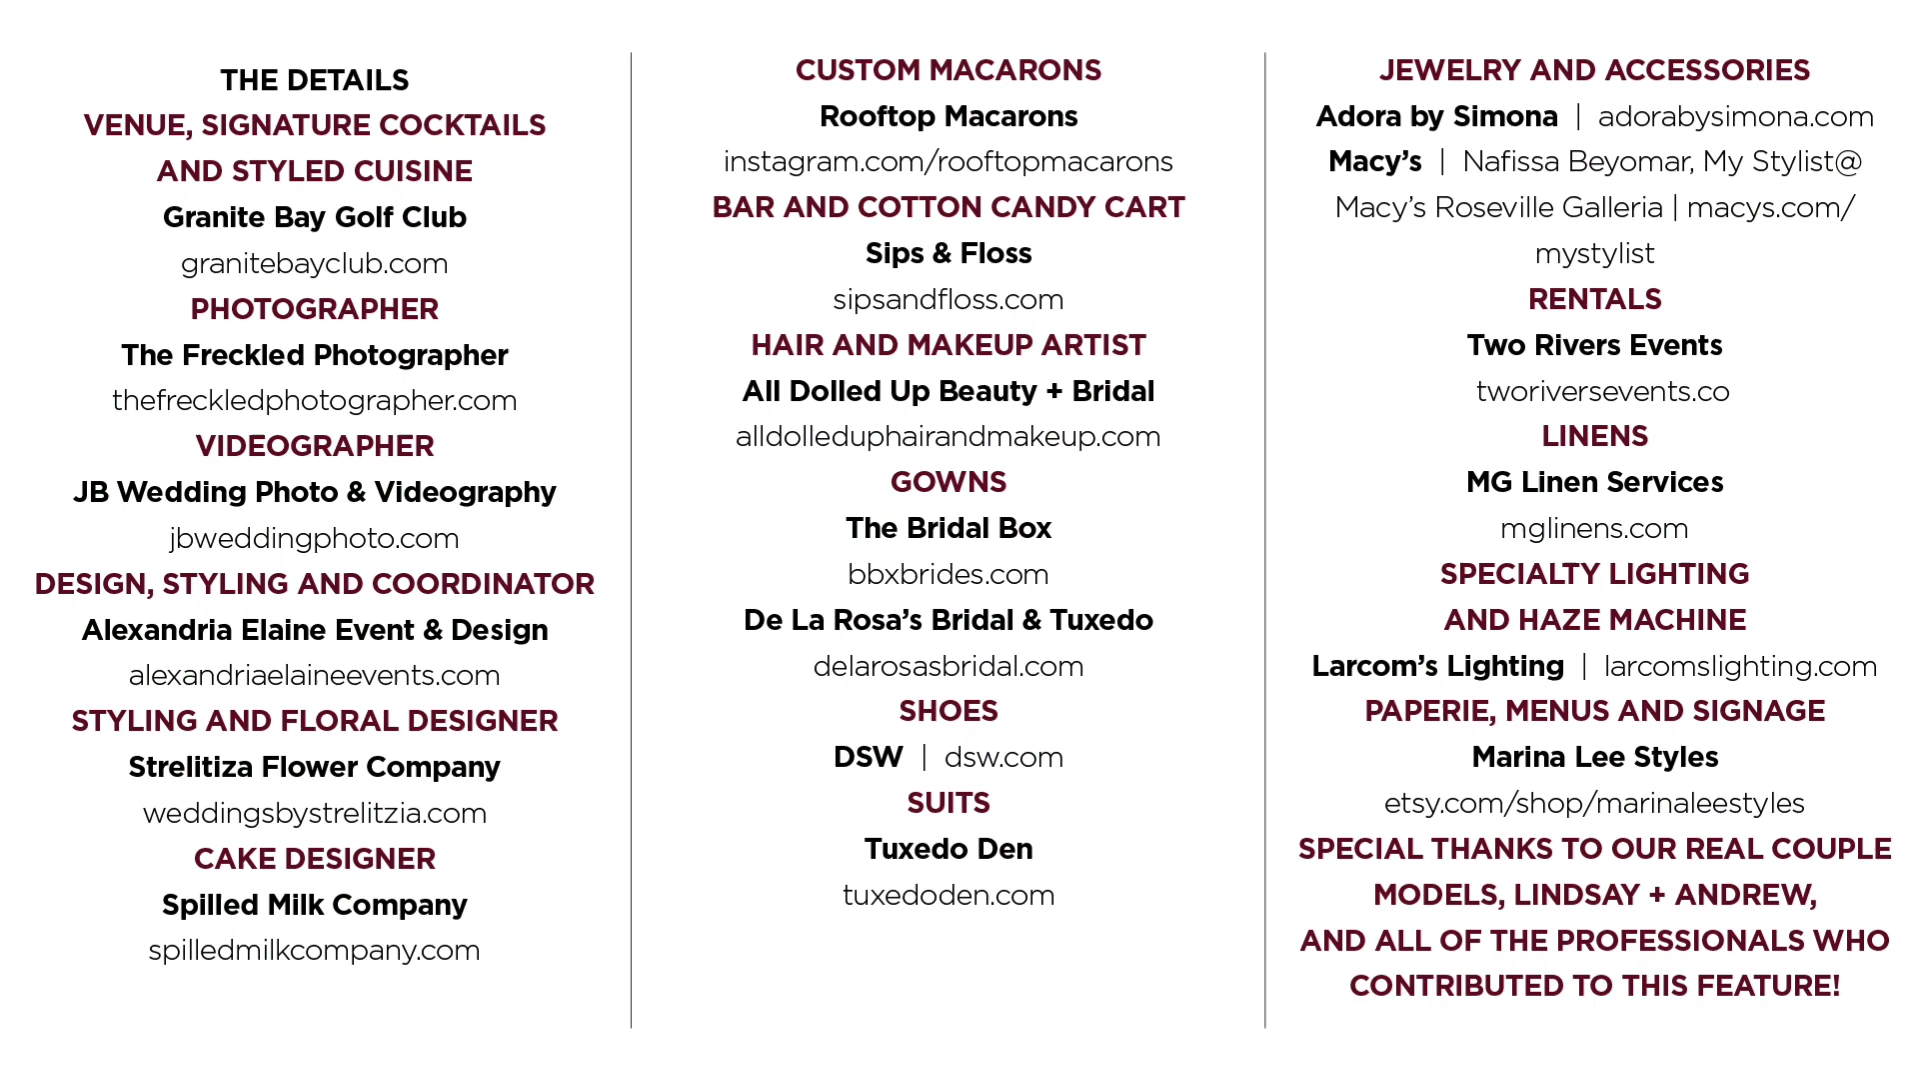 THE DETAILS
VENUE, SIGNATURE COCKTAILS
AND STYLED CUISINE
Granite Bay Golf Club
granitebayclub.com
PHOTOGRAPHER
The Freckled Photographer
thefreckledphotographer.com
VIDEOGRAPHER
JB Wedding Photo & Videography
jbweddingphoto.com
DESIGN, STYLING AND COORDINATOR
Alexandria Elaine Event & Design
alexandriaelaineevents.com
STYLING AND FLORAL DESIGNER
Strelitiza Flower Company
weddingsbystrelitzia.com
CAKE DESIGNER
Spilled Milk Company
spilledmilkcompany.com
CUSTOM MACARONS
Rooftop Macarons
instagram.com/rooftopmacarons
BAR AND COTTON CANDY CART
Sips & Floss
sipsandfloss.com
HAIR AND MAKEUP ARTIST
All Dolled Up Beauty + Bridal
alldolleduphairandmakeup.com
GOWNS
The Bridal Box
bbxbrides.com
De La Rosa’s Bridal & Tuxedo
delarosasbridal.com
SHOES
DSW | dsw.com
SUITS
Tuxedo Den
tuxedoden.com
JEWELRY AND ACCESSORIES
Adora by Simona | adorabysimona.com
Macy’s | Nafissa Beyomar, My Stylist@
Macy’s Roseville Galleria | macys.com/
mystylist
RENTALS
Two Rivers Events
tworiversevents.co
LINENS
MG Linen Services
mglinens.com
SPECIALTY LIGHTING
AND HAZE MACHINE
Larcom’s Lighting | larcomslighting.com
PAPERIE, MENUS AND SIGNAGE
Marina Lee Styles
etsy.com/shop/marinaleestyles
SPECIAL THANKS TO OUR REAL COUPLE
MODELS, LINDSAY + ANDREW,
AND ALL OF THE PROFESSIONALS WHO
CONTRIBUTED TO THIS FEATURE!